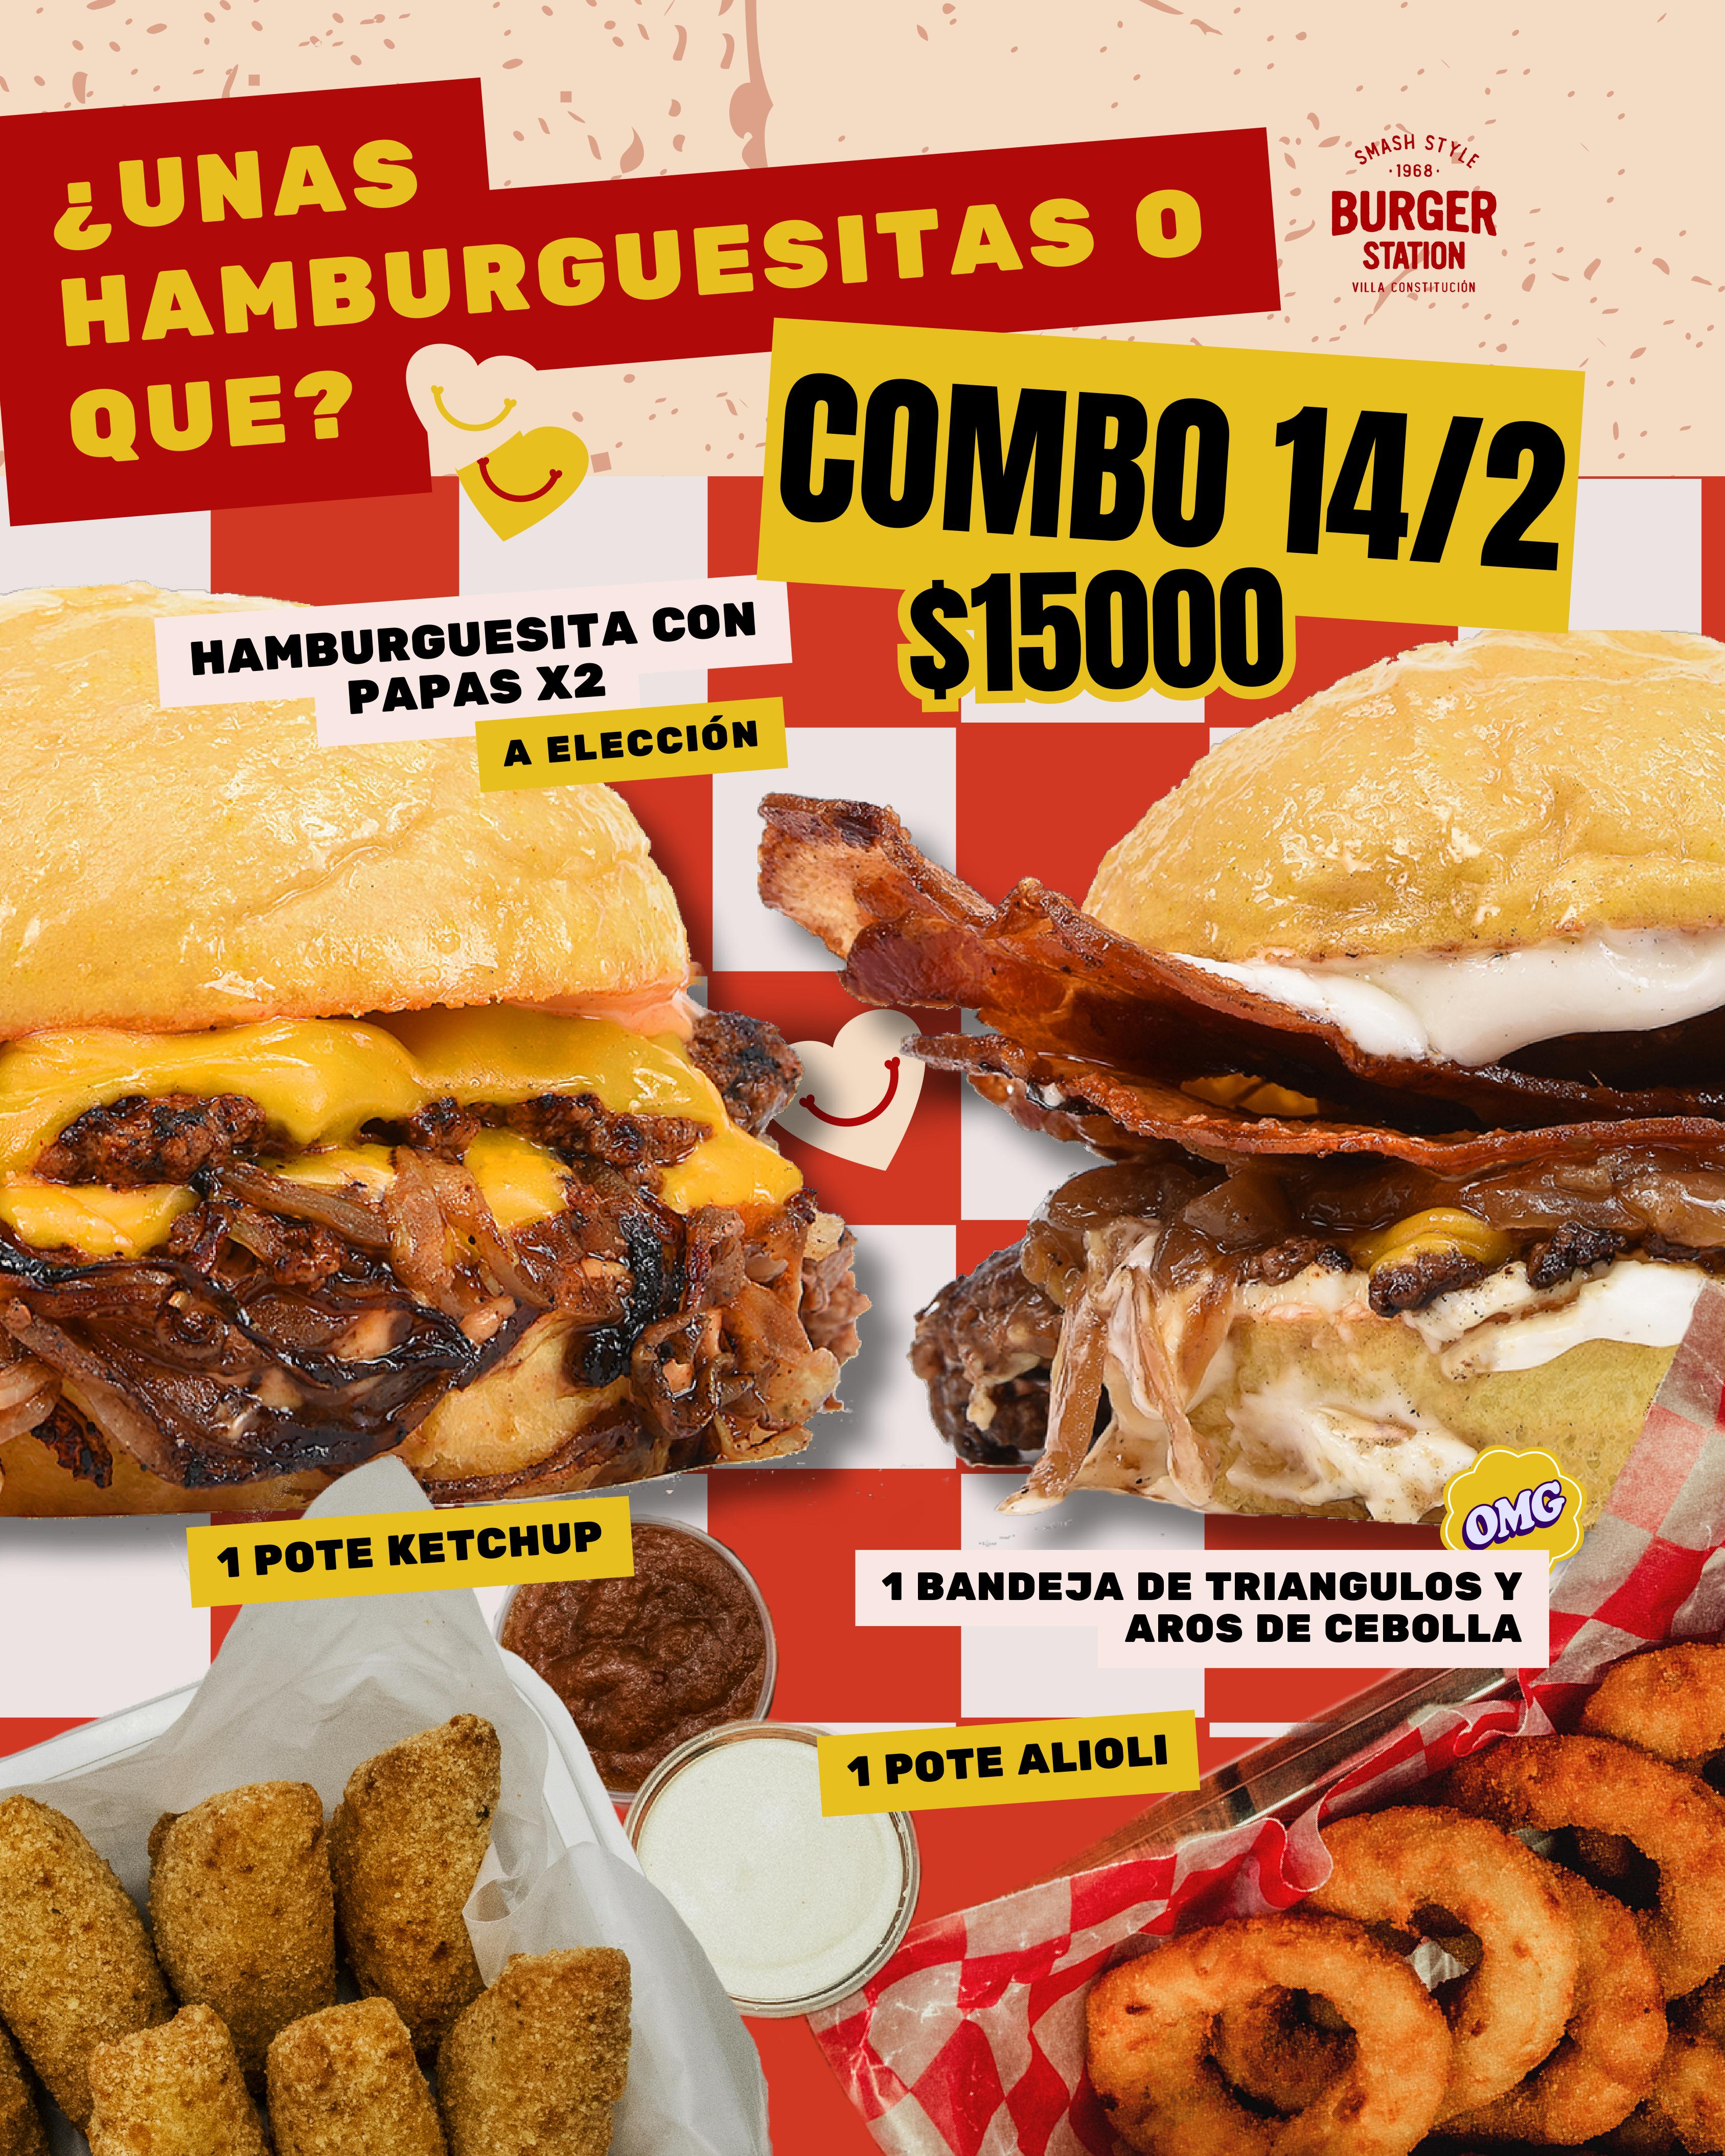 ¿UNAS
HAMBURGUESITAS O
QUE?
SMASH STYLE
·1968·
BURGER
STATION
VILLA CONSTITUCIÓN
COMBO 14/2
$15000
HAMBURGUESITA CON
PAPAS X2
A ELECCIÓN
OMG
1 POTE KETCHUP
1 BANDEJA DE TRIANGULOS Y
AROS DE CEBOLLA
1 POTE ALIOLI